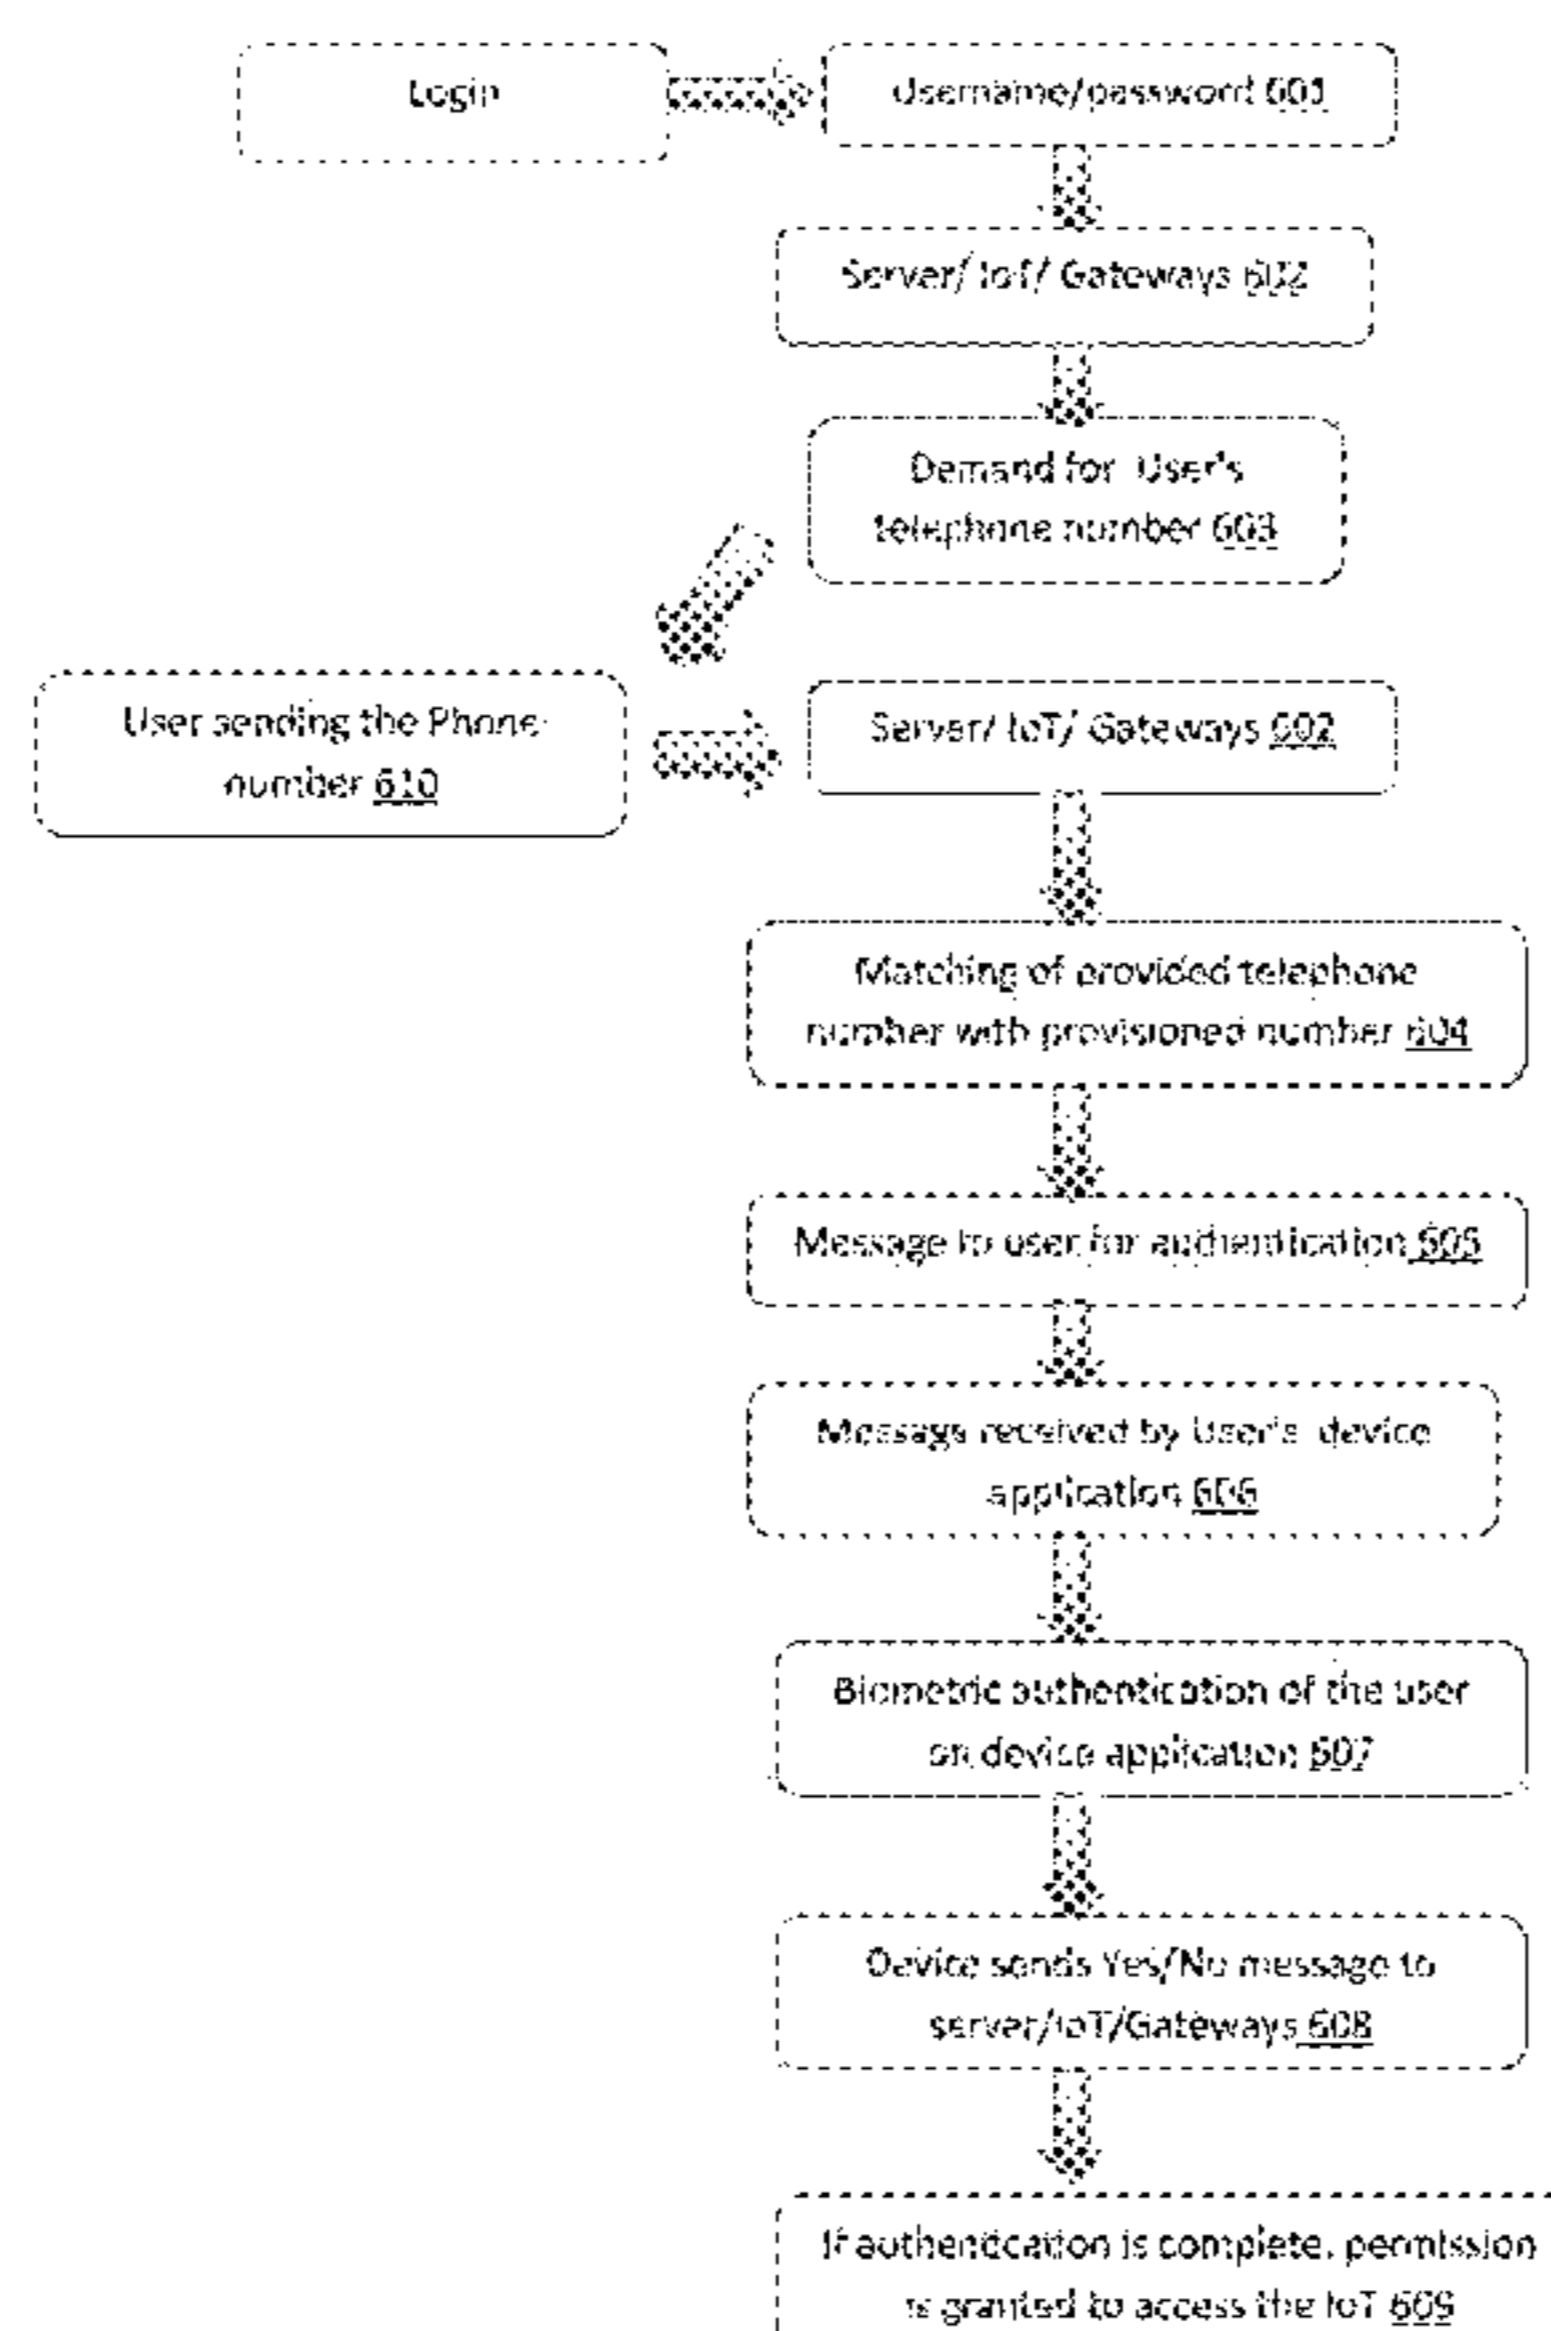 Login
Username/password 601
Server/ IoT/ Gateways 602
Demand for User's
telephone number 603
User sending the Phone
number 610
Server/ IoT/ Gateways 602
Matching of provided telephone
number with provisioned number 604
Message to user for authentication 605
Message received by User's device
application 606
Biometric authentication of the user
on device application 607
Device sends Yes/No message to
server/IoT/Gateways 608
If authentication is complete, permission
is granted to access the IoT 609